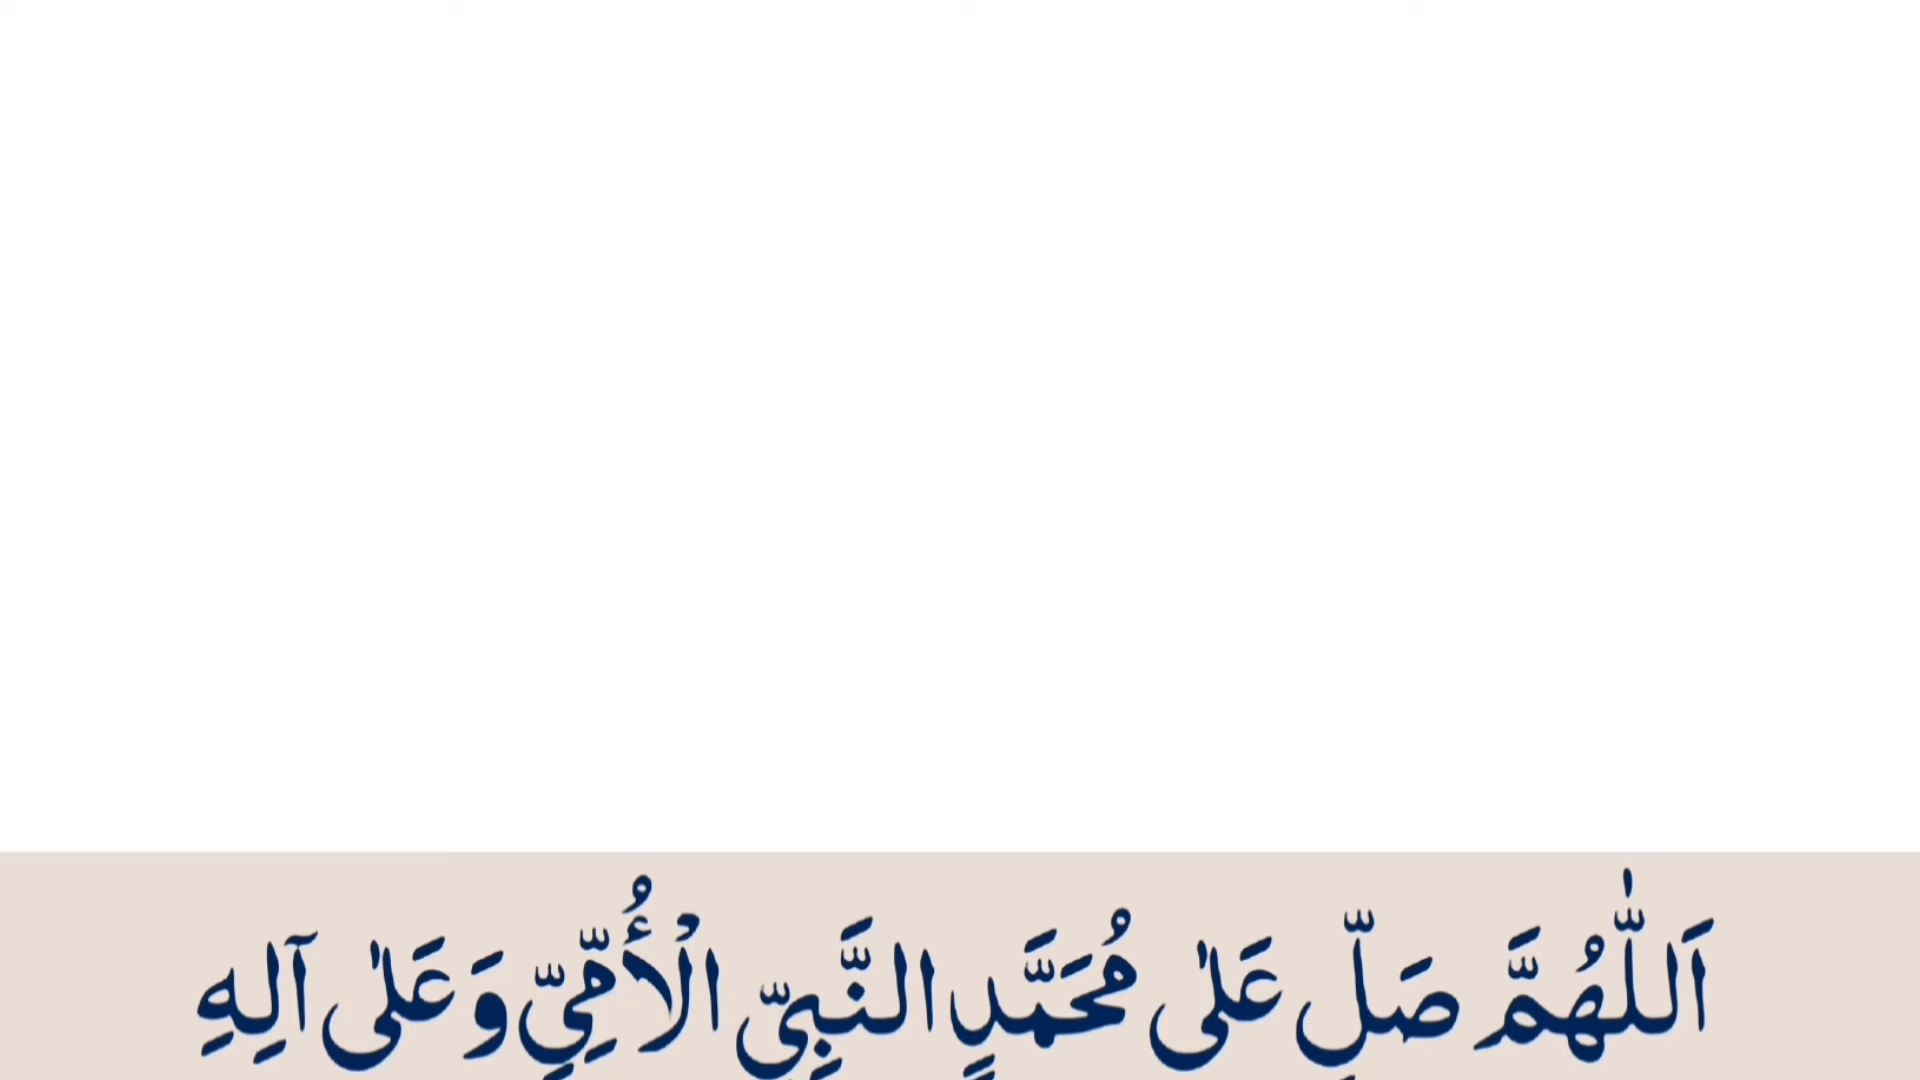 اَللّٰهُمَّ صَلِّ عَلٰى مُحَمَّدٍ النَّبِيِّ الْأُمِّيِّ وَعَلٰى آلِهِ